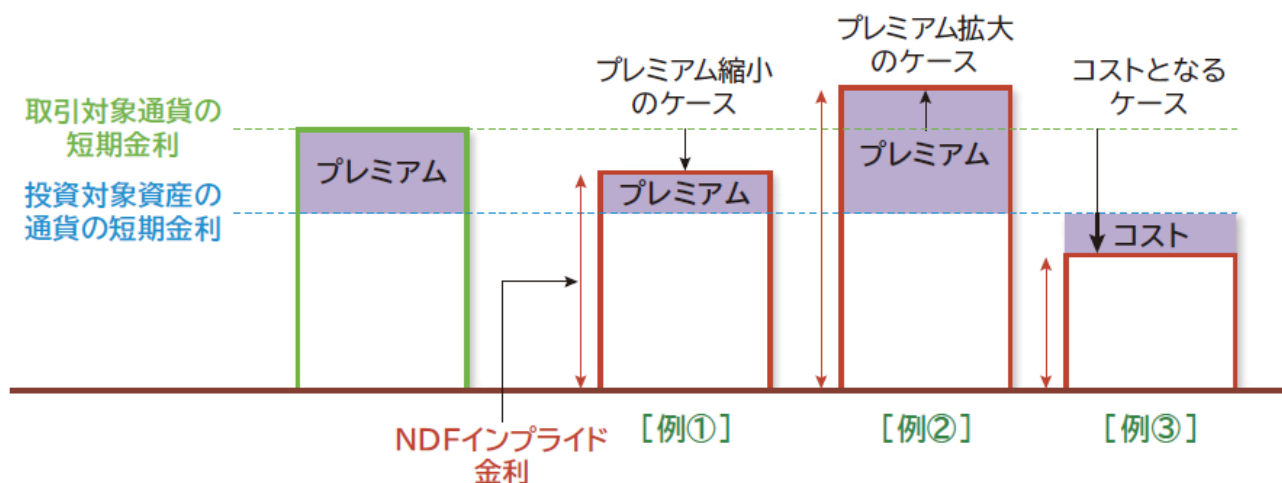 取引対象通貨の
短期金利
投資対象資産の
通貨の短期金利
プレミアム
プレミアム縮小
のケース
プレミアム
プレミアム拡大
のケース
プレミアム
コストとなる
ケース
コスト
NDFインプライド
金利
［例①］
［例②］
［例③］